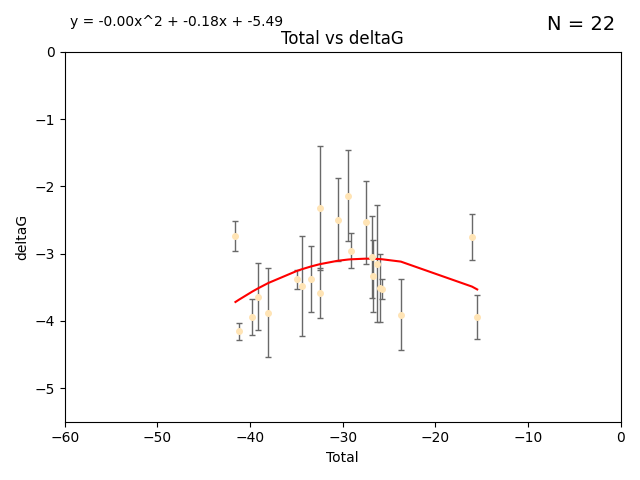 y = -0.00x^2 + -0.18x + -5.49
N = 22
Total vs deltaG
0
−1
−2
−3
−4
−5
deltaG
−60 −50 −40 −30 −20 −10 0
Total